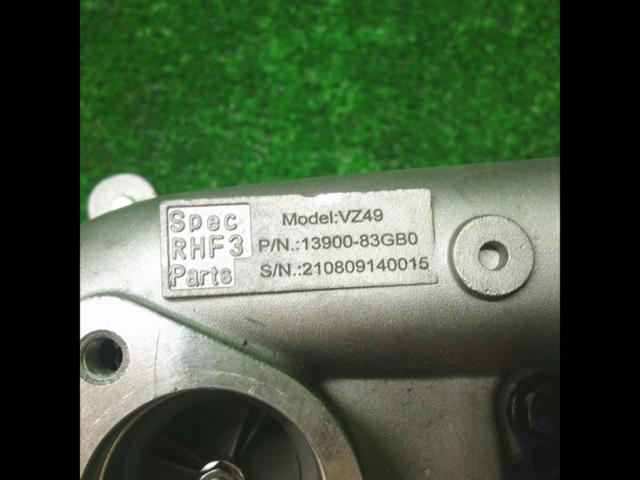 Spec
RHF3
Parts
Model:VZ49
P/N.:13900-83GB0
S/N.:210809140015